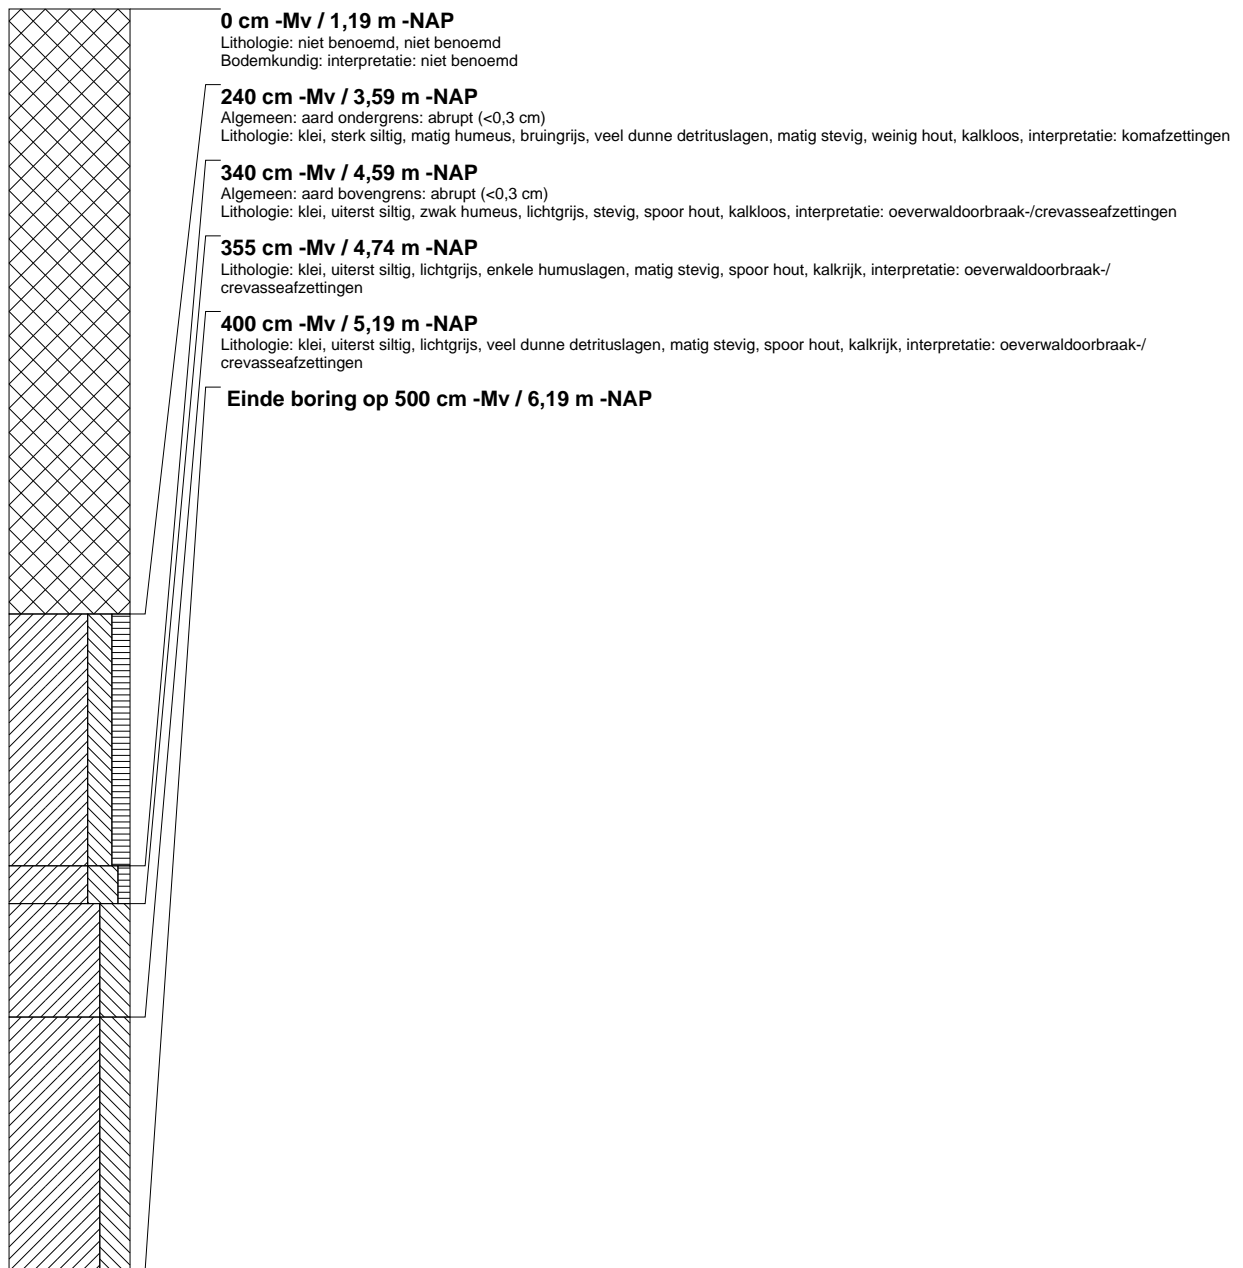 0 cm -Mv / 1,19 m -NAP
Lithologie: niet benoemd, niet benoemd
Bodemkundig: interpretatie: niet benoemd
240 cm -Mv / 3,59 m -NAP
Algemeen: aard ondergrens: abrupt (<0,3 cm)
Lithologie: klei, sterk siltig, matig humeus, bruingrijs, veel dunne detrituslagen, matig stevig, weinig hout, kalkloos, interpretatie: komafzettingen
340 cm -Mv / 4,59 m -NAP
Algemeen: aard bovengrens: abrupt (<0,3 cm)
Lithologie: klei, uiterst siltig, zwak humeus, lichtgrijs, stevig, spoor hout, kalkloos, interpretatie: oeverwaldoorbraak-/crevasseafzettingen
355 cm -Mv / 4,74 m -NAP
Lithologie: klei, uiterst siltig, lichtgrijs, enkele humuslagen, matig stevig, spoor hout, kalkrijk, interpretatie: oeverwaldoorbraak-/
crevasseafzettingen
400 cm -Mv / 5,19 m -NAP
Lithologie: klei, uiterst siltig, lichtgrijs, veel dunne detrituslagen, matig stevig, spoor hout, kalkrijk, interpretatie: oeverwaldoorbraak-/
crevasseafzettingen
Einde boring op 500 cm -Mv / 6,19 m -NAP